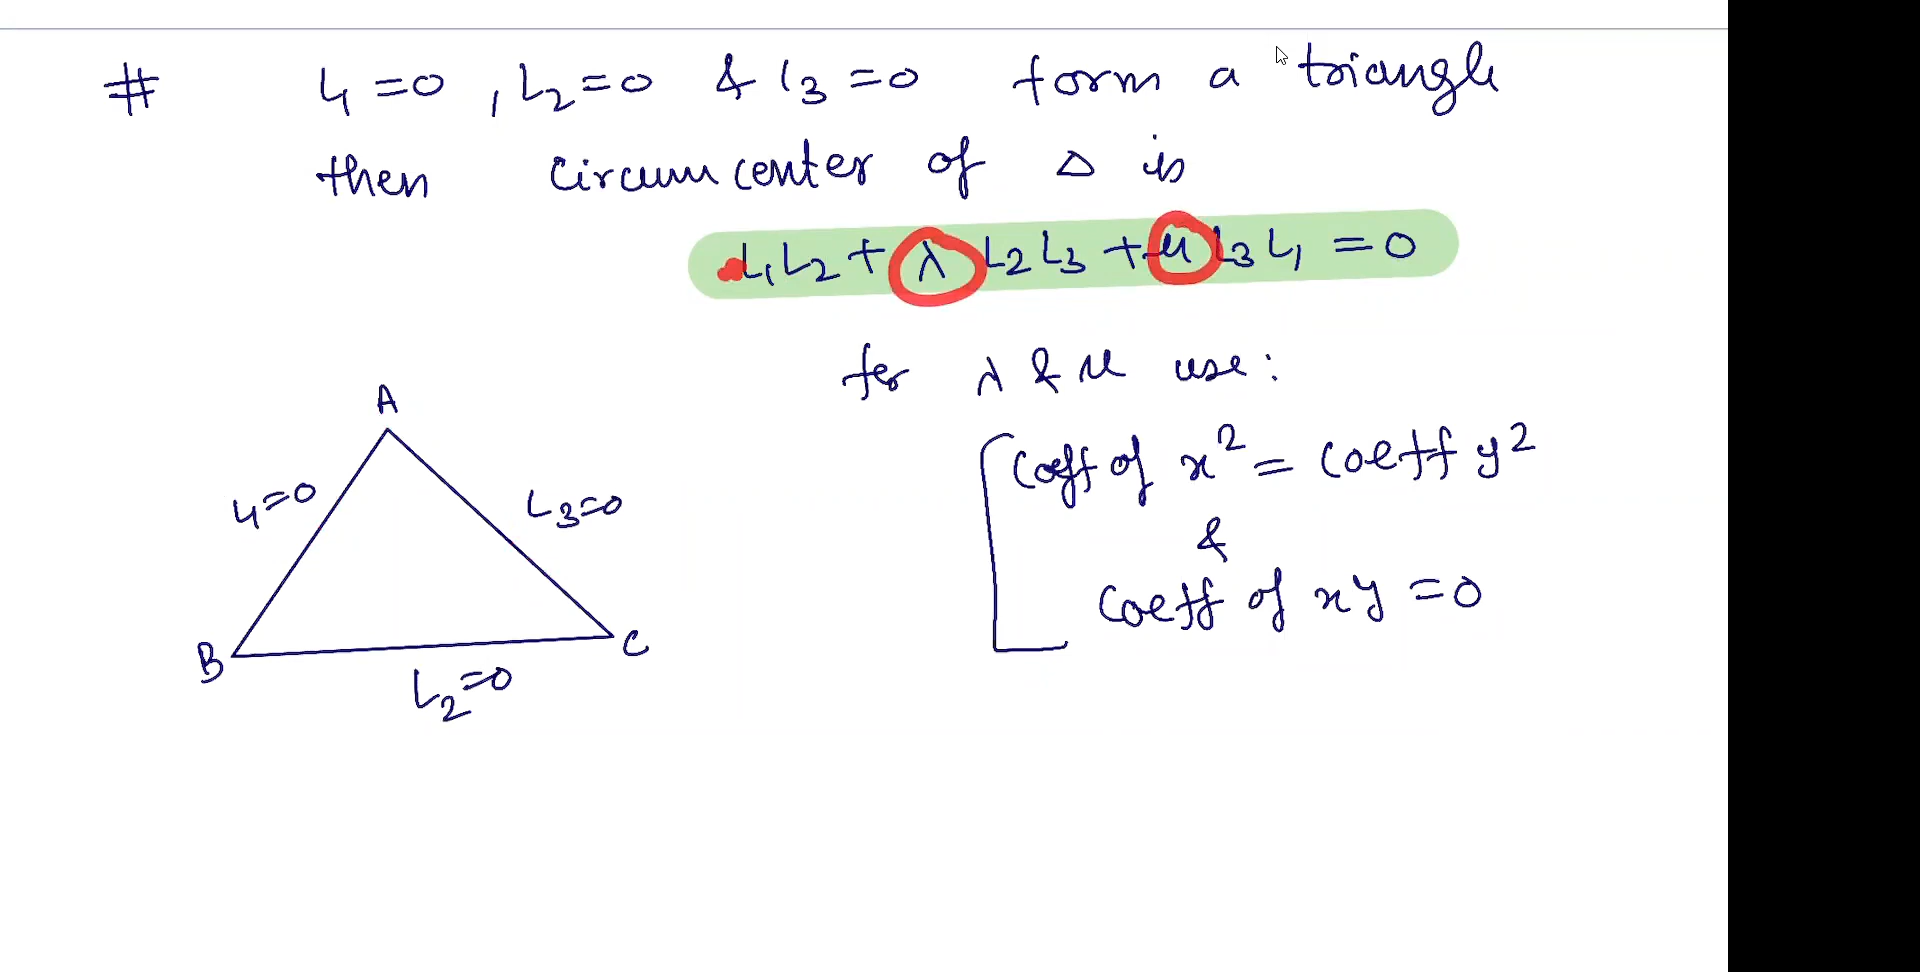 # L₁=0, L₂=0 & L3=0 form a triangle
then circumcenter of Δ is
L₁L₂ + λ L₂L₃ + μ L₃L₁ = 0
for λ & μ use:
A
Coeff of x² = coeff y²
L₁=0
L₃=0
&
Coeff of xy = 0
B
C
L₂=0